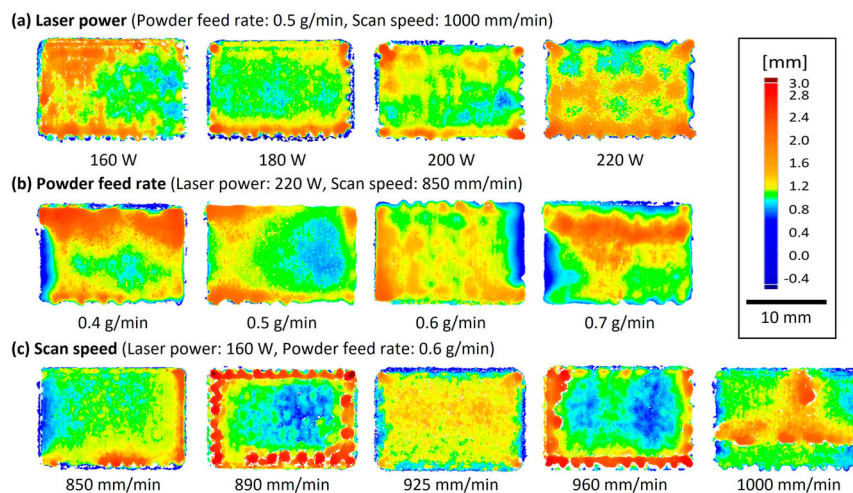 (a) Laser power (Powder feed rate: 0.5 g/min, Scan speed: 1000 mm/min)
160 W
180 W
200 W
220 W
(b) Powder feed rate (Laser power: 220 W, Scan speed: 850 mm/min)
0.4 g/min
0.5 g/min
0.6 g/min
0.7 g/min
(c) Scan speed (Laser power: 160 W, Powder feed rate: 0.6 g/min)
850 mm/min
890 mm/min
925 mm/min
960 mm/min
1000 mm/min
[mm]
3.0
2.8
2.4
2.0
1.6
1.2
0.8
0.0
-0.4
10 mm